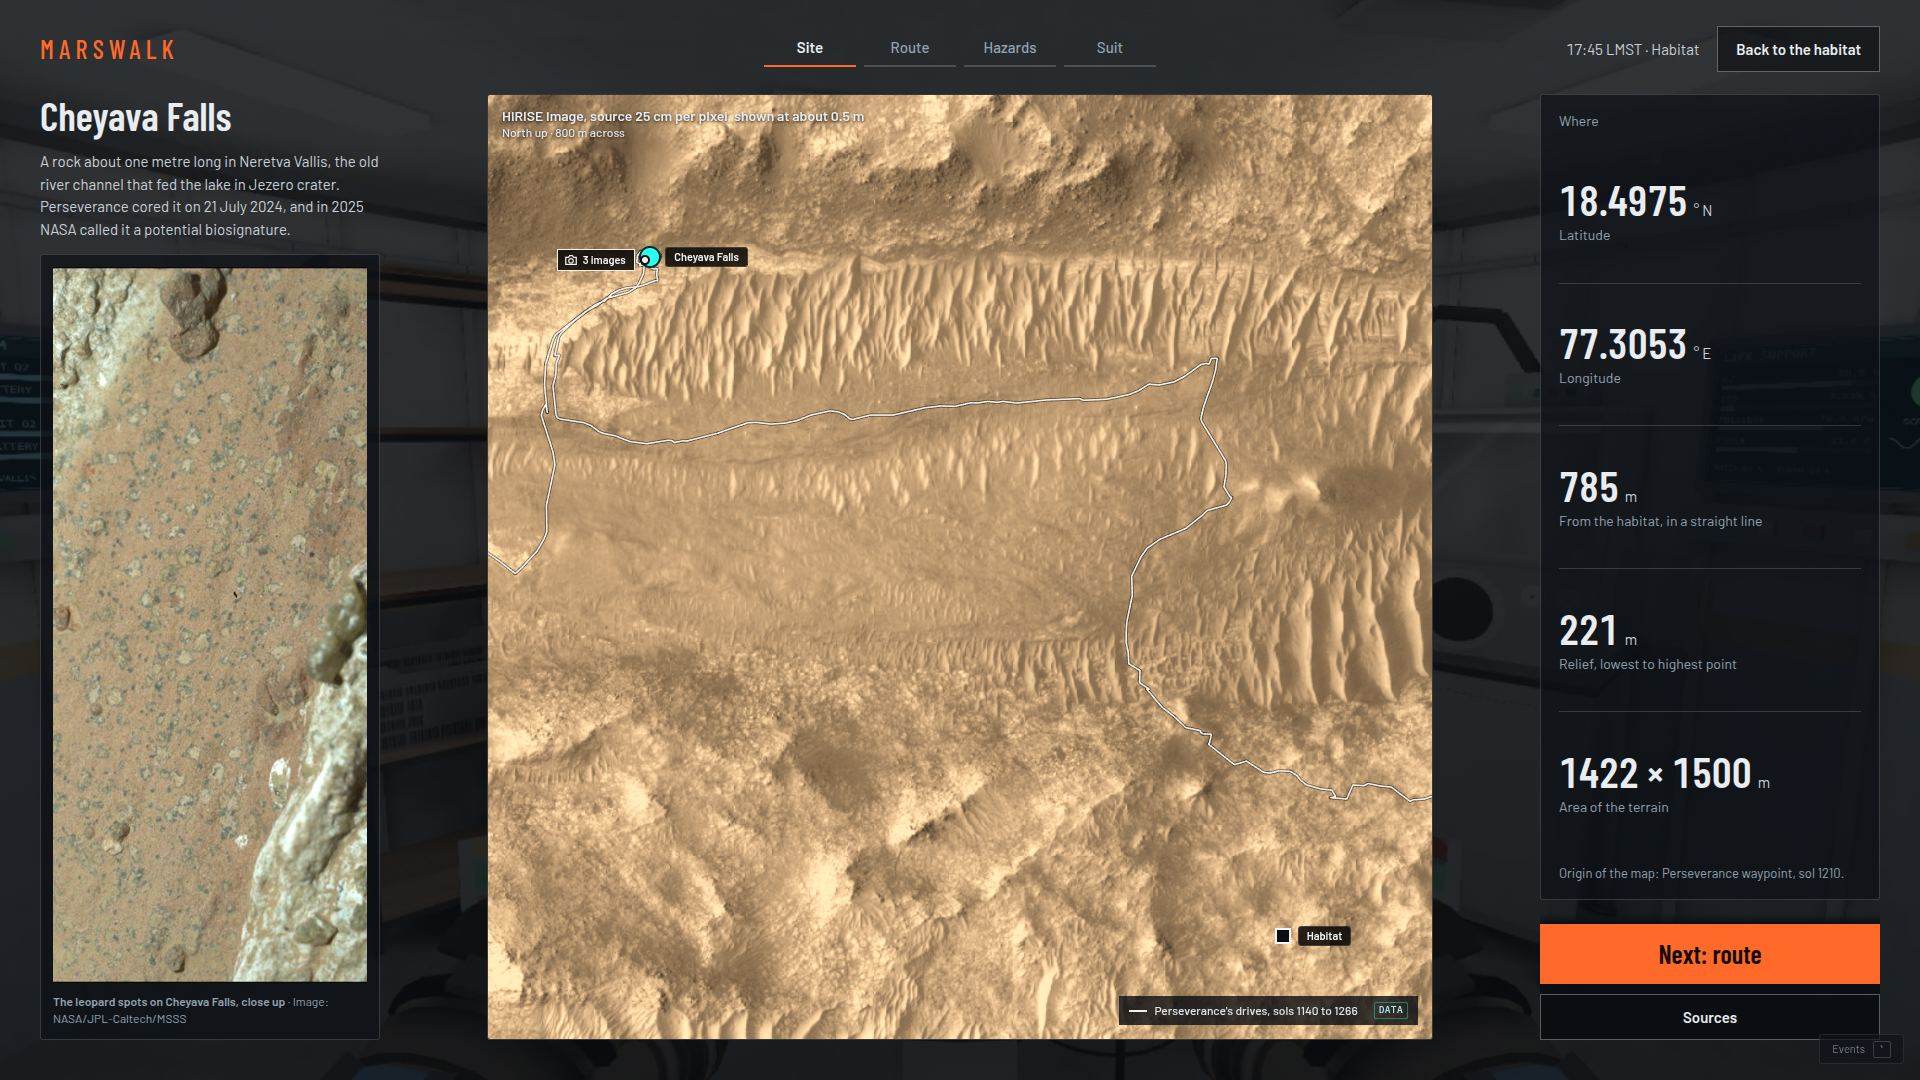 MARSWALK
Site
Route
Hazards
Suit
17:45 LMST · Habitat
Back to the habitat
Cheyava Falls
A rock about one metre long in Neretva Vallis, the old
river channel that fed the lake in Jezero crater.
Perseverance cored it on 21 July 2024, and in 2025
NASA called it a potential biosignature.
The leopard spots on Cheyava Falls, close up · Image:
NASA/JPL-Caltech/MSSS
HIRISE Image, source 25 cm per pixel, shown at about 0.5 m
North up · 800 m across
3 images
Cheyava Falls
Habitat
Perseverance's drives, sols 1140 to 1266
DATA
Where
18.4975 ° N
Latitude
77.3053 ° E
Longitude
785 m
From the habitat, in a straight line
221 m
Relief, lowest to highest point
1422 × 1500 m
Area of the terrain
Origin of the map: Perseverance waypoint, sol 1210.
Next: route
Sources
Events